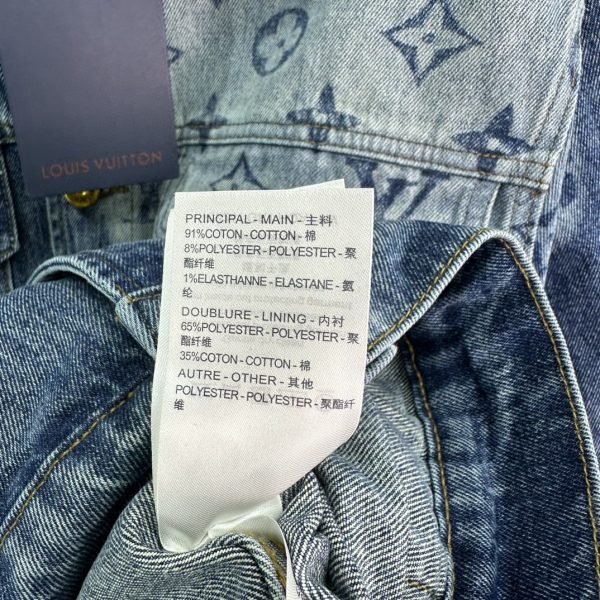 LOUIS VUITTON
PRINCIPAL - MAIN - 主料
91%COTON - COTTON - 棉
8%POLYESTER - POLYESTER - 聚
酯纤维
1%ELASTHANNE - ELASTANE - 氨
纶
DOUBLURE - LINING - 内衬
65%POLYESTER - POLYESTER - 聚
酯纤维
35%COTON - COTTON - 棉
AUTRE - OTHER - 其他
POLYESTER - POLYESTER - 聚酯纤
维